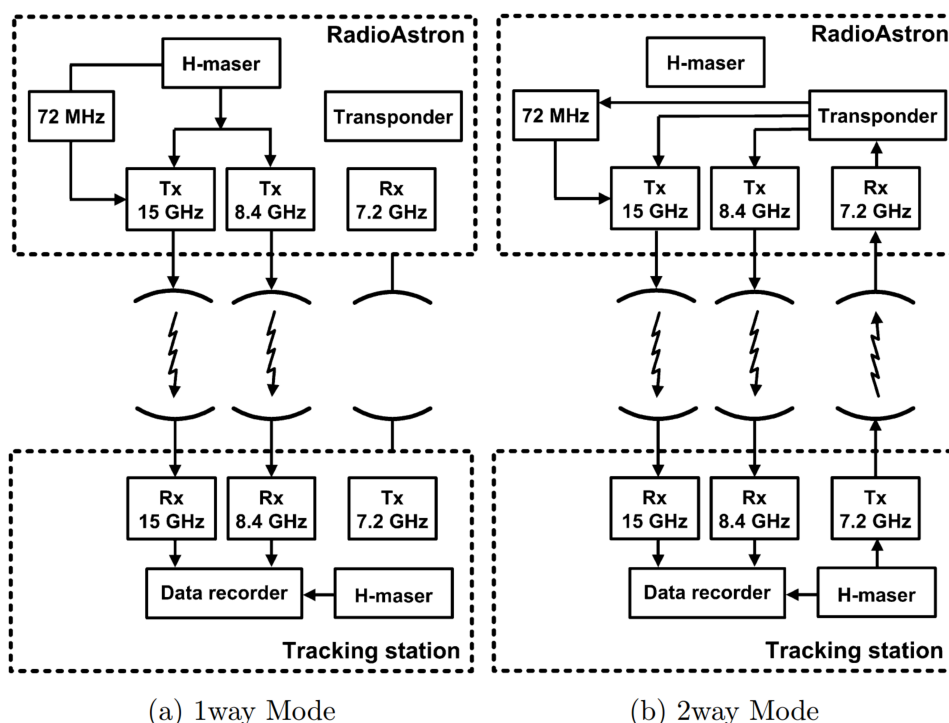 RadioAstron
H-maser
72 MHz
Transponder
Tx
15 GHz
Tx
8.4 GHz
Rx
7.2 GHz
Rx
15 GHz
Rx
8.4 GHz
Tx
7.2 GHz
Data recorder
H-maser
Tracking station
(a) 1way Mode
RadioAstron
H-maser
72 MHz
Transponder
Tx
15 GHz
Tx
8.4 GHz
Rx
7.2 GHz
Rx
15 GHz
Rx
8.4 GHz
Tx
7.2 GHz
Data recorder
H-maser
Tracking station
(b) 2way Mode